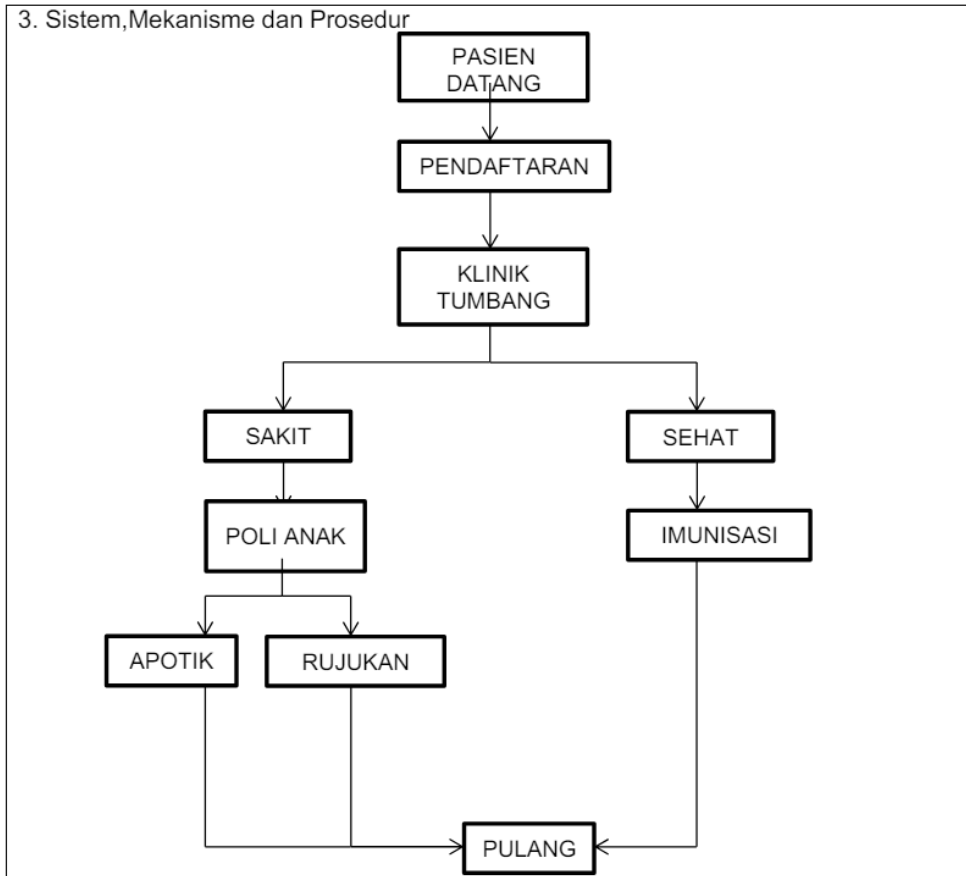 3. Sistem,Mekanisme dan Prosedur
PASIEN
DATANG
PENDAFTARAN
KLINIK
TUMBANG
SAKIT
SEHAT
POLI ANAK
IMUNISASI
APOTIK
RUJUKAN
PULANG